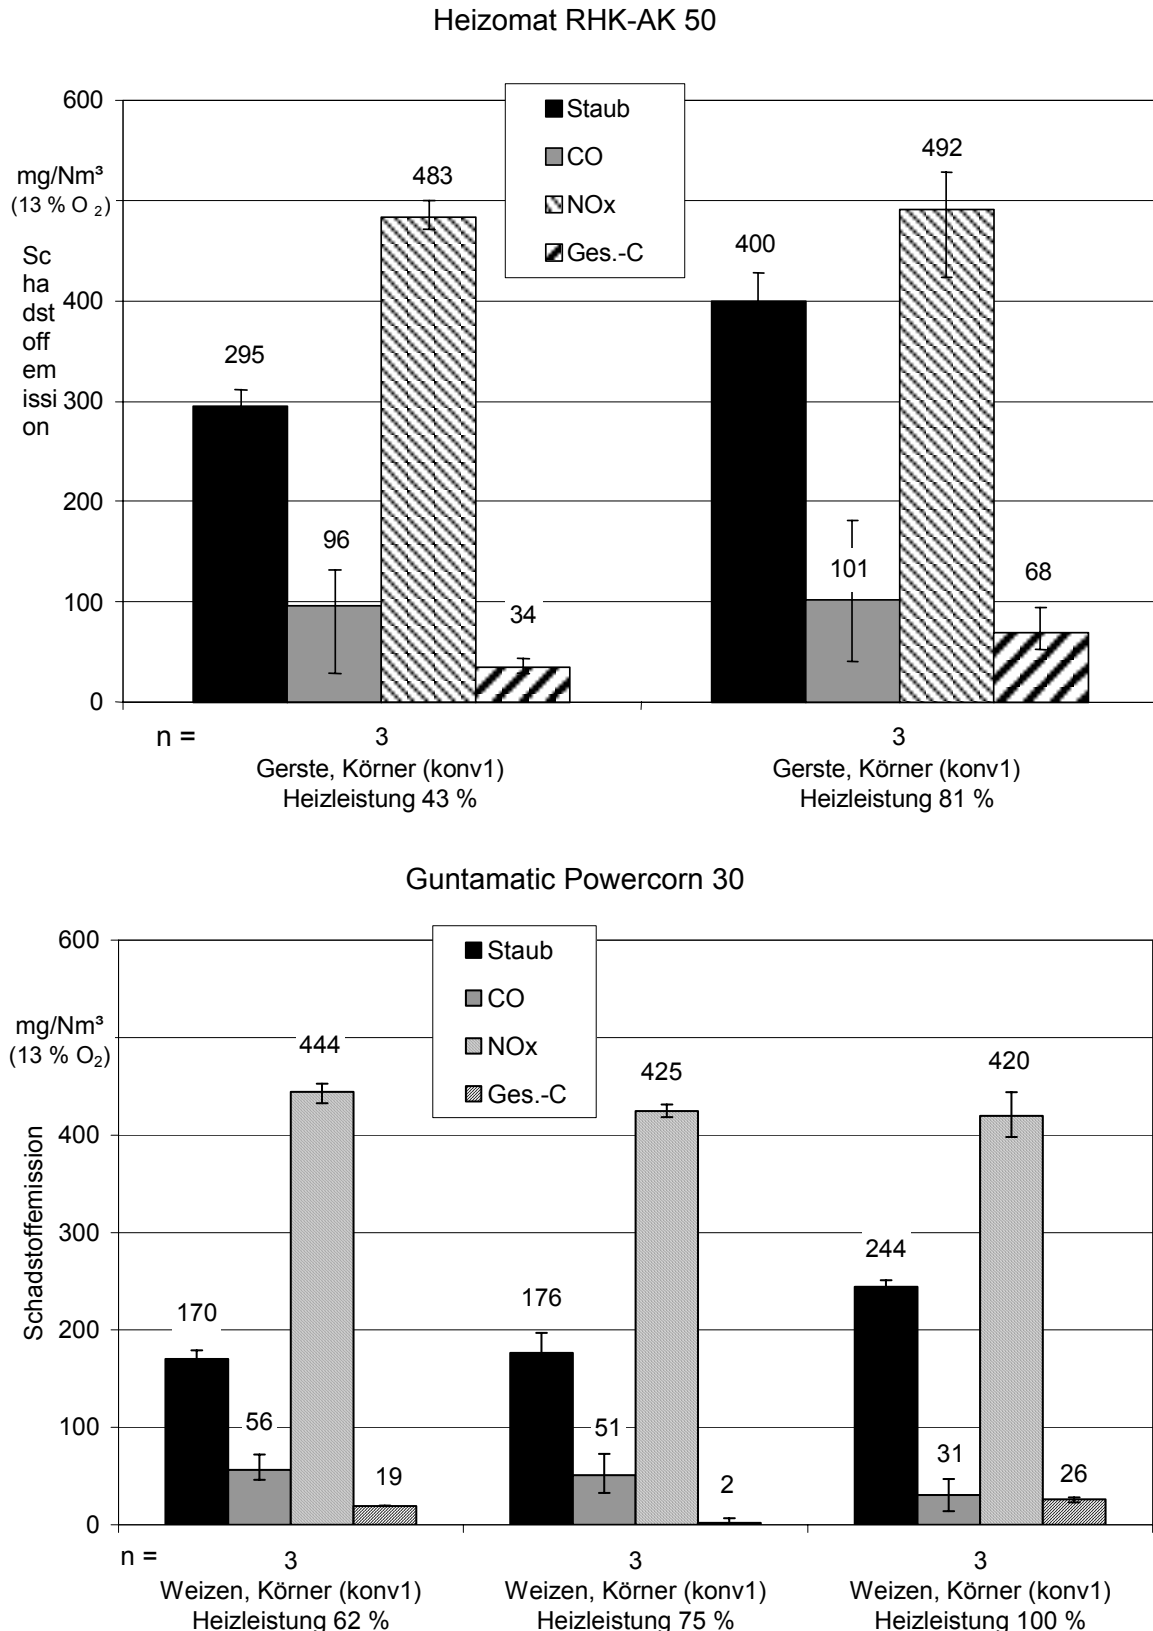 Heizomat RHK-AK 50
600
mg/Nm³
(13 % O₂)
Sc
ha
dst
off
em
issi
on
400
300
200
100
0
Staub
CO
NOx
Ges.-C
295
96
483
34
400
101
492
68
n =
3
3
Gerste, Körner (konv1)
Heizleistung 43 %
Gerste, Körner (konv1)
Heizleistung 81 %
Guntamatic Powercorn 30
600
mg/Nm³
(13 % O₂)
Schadstoffemission
400
300
200
100
0
Staub
CO
NOx
Ges.-C
170
56
444
19
176
51
425
2
244
31
420
26
n =
3
3
3
Weizen, Körner (konv1)
Heizleistung 62 %
Weizen, Körner (konv1)
Heizleistung 75 %
Weizen, Körner (konv1)
Heizleistung 100 %